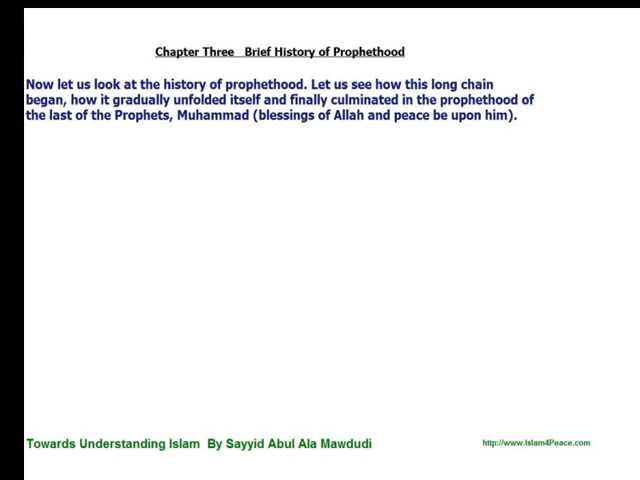 Chapter Three   Brief History of Prophethood
Now let us look at the history of prophethood. Let us see how this long chain
began, how it gradually unfolded itself and finally culminated in the prophethood of
the last of the Prophets, Muhammad (blessings of Allah and peace be upon him).
Towards Understanding Islam  By Sayyid Abul Ala Mawdudi
http://www.Islam4Peace.com